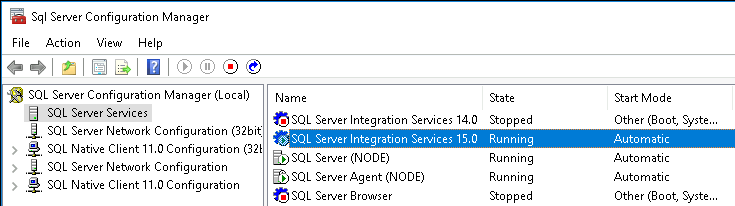 Sql Server Configuration Manager
File Action View Help
SQL Server Configuration Manager (Local)
SQL Server Services
SQL Server Network Configuration (32bit
SQL Native Client 11.0 Configuration (32b
SQL Server Network Configuration
SQL Native Client 11.0 Configuration
Name State Start Mode
SQL Server Integration Services 14.0 Stopped Other (Boot, Syste...
SQL Server Integration Services 15.0 Running Automatic
SQL Server (NODE) Running Automatic
SQL Server Agent (NODE) Running Automatic
SQL Server Browser Stopped Other (Boot, Syste...